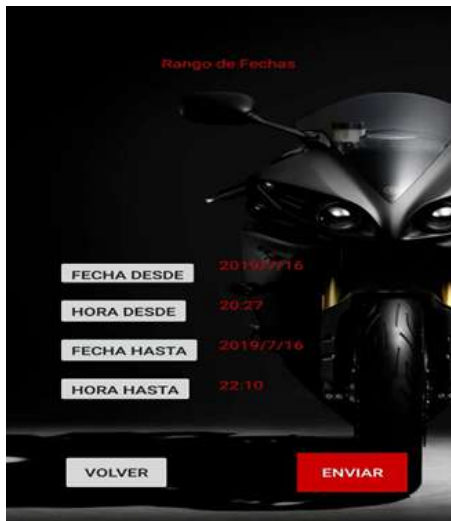 Rango de Fechas
FECHA DESDE 2019/7/16
HORA DESDE 20:27
FECHA HASTA 2019/7/16
HORA HASTA 22:10
VOLVER ENVIAR